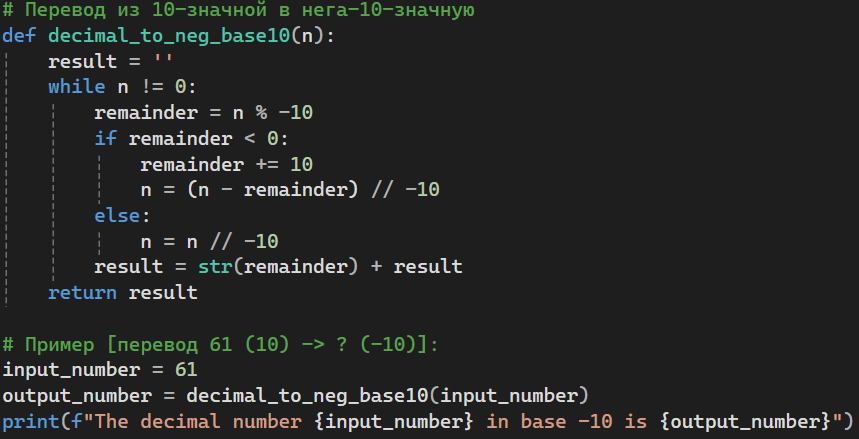 # Перевод из 10-значной в нега-10-значную
def decimal_to_neg_base10(n):
    result = ''
    while n != 0:
        remainder = n % -10
        if remainder < 0:
            remainder += 10
            n = (n - remainder) // -10
        else:
            n = n // -10
        result = str(remainder) + result
    return result

# Пример [перевод 61 (10) -> ? (-10)]:
input_number = 61
output_number = decimal_to_neg_base10(input_number)
print(f"The decimal number {input_number} in base -10 is {output_number}")